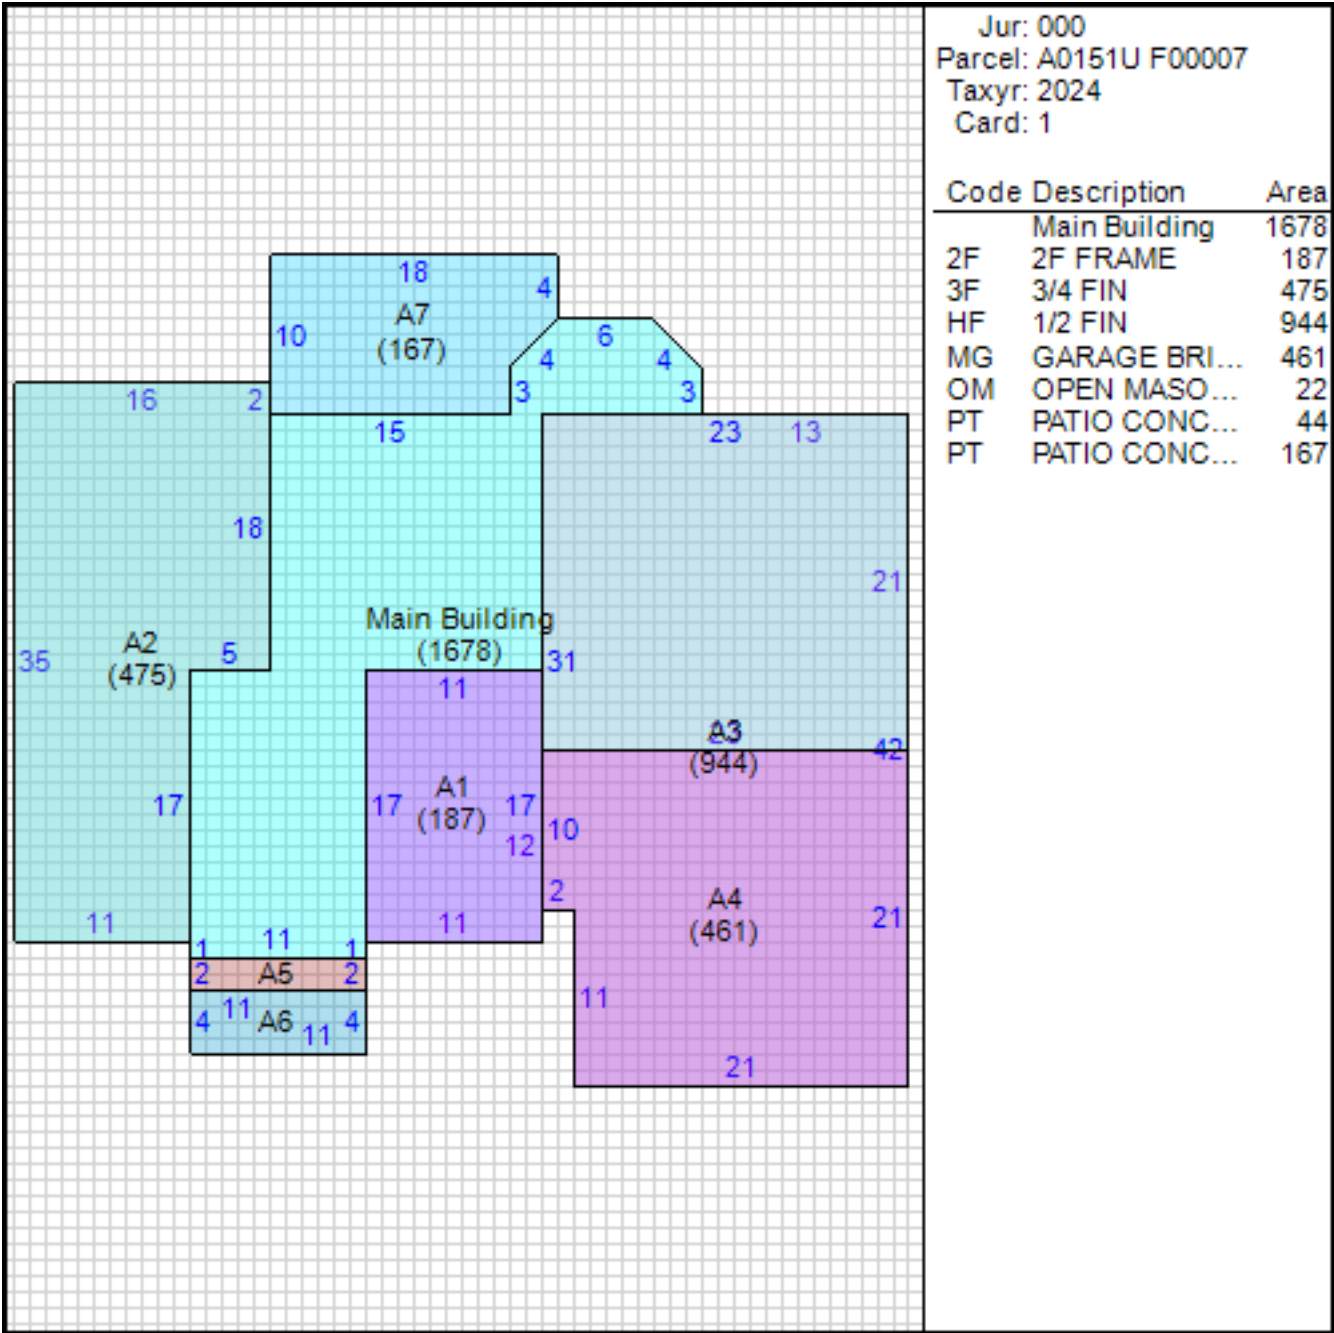 Jur: 000
Parcel: A0151U F00007
Taxyr: 2024
Card: 1
Code Description Area
Main Building 1678
2F 2F FRAME 187
3F 3/4 FIN 475
HF 1/2 FIN 944
MG GARAGE BRI... 461
OM OPEN MASO... 22
PT PATIO CONC... 44
PT PATIO CONC... 167
18
4
A7
(167)
10
6
4
4
3
3
16
2
15
23
13
18
21
Main Building
(1678)
A2
(475)
5
35
31
11
A3
(944)
42
A1
(187)
17
17
17
12
10
2
A4
(461)
21
11
11
1
11
1
2
A5
2
11
4
11
A6
11
4
21